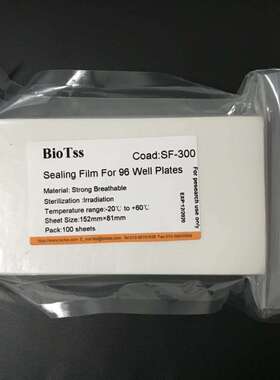 BioTss
Coad:SF-300
Sealing Film For 96 Well Plates
Material: Strong Breathable
Sterilization :Irradiation
Temperature range:-20℃ to +60℃
Sheet Size:152mm×81mm
Pack:100 sheets
For pesearch use only